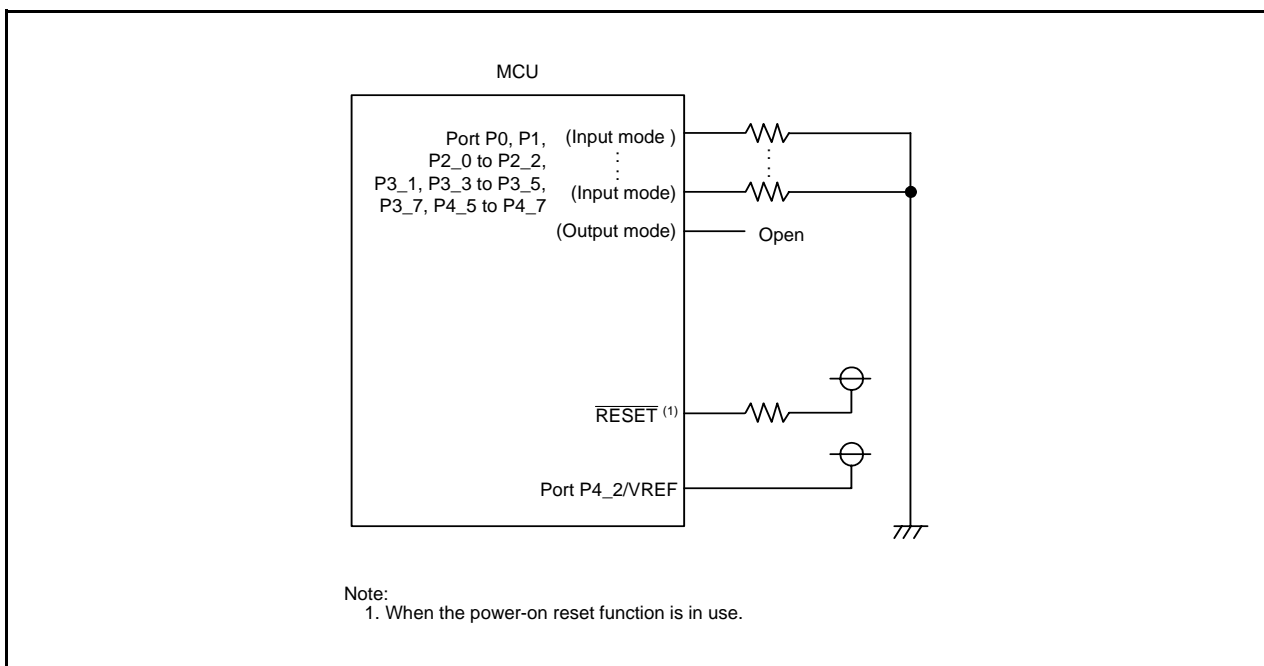 MCU
Port P0, P1,
P2_0 to P2_2,
P3_1, P3_3 to P3_5,
P3_7, P4_5 to P4_7
(Input mode )
(Input mode)
(Output mode)
Open
RESET (1)
Port P4_2/VREF
Note:
1. When the power-on reset function is in use.